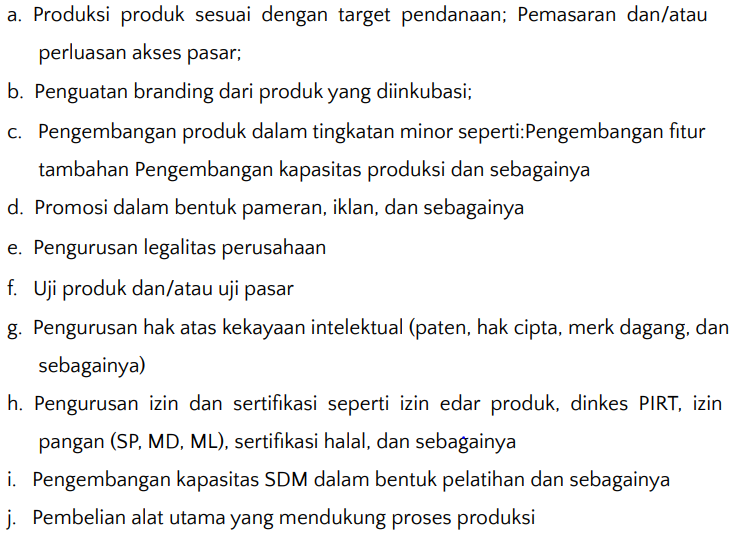 a. Produksi produk sesuai dengan target pendanaan; Pemasaran dan/atau
perluasan akses pasar;
b. Penguatan branding dari produk yang diinkubasi;
c. Pengembangan produk dalam tingkatan minor seperti:Pengembangan fitur
tambahan Pengembangan kapasitas produksi dan sebagainya
d. Promosi dalam bentuk pameran, iklan, dan sebagainya
e. Pengurusan legalitas perusahaan
f. Uji produk dan/atau uji pasar
g. Pengurusan hak atas kekayaan intelektual (paten, hak cipta, merk dagang, dan
sebagainya)
h. Pengurusan izin dan sertifikasi seperti izin edar produk, dinkes PIRT, izin
pangan (SP, MD, ML), sertifikasi halal, dan sebagainya
i. Pengembangan kapasitas SDM dalam bentuk pelatihan dan sebagainya
j. Pembelian alat utama yang mendukung proses produksi